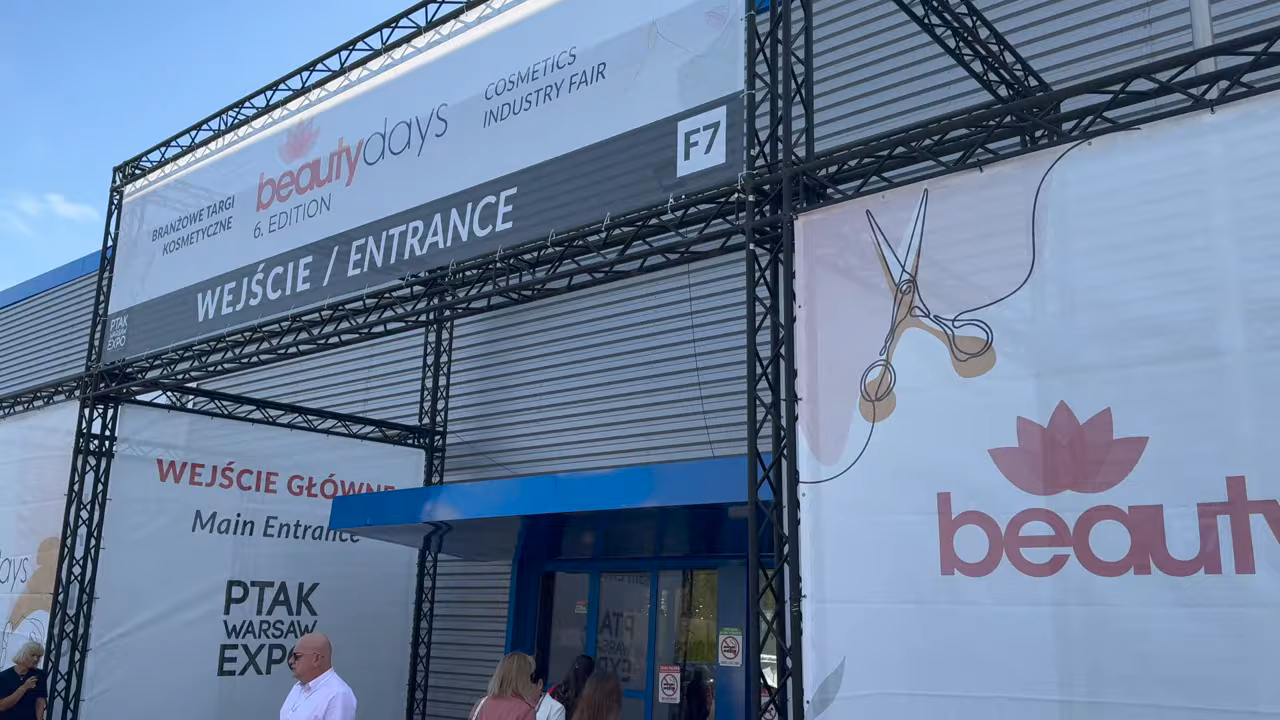 BRANŻOWE TARGI
KOSMETYCZNE
beautydays
6. EDITION
COSMETICS
INDUSTRY FAIR
F7
WEJŚCIE / ENTRANCE
PTAK
WARSAW
EXPO
WEJŚCIE GŁÓWNE
Main Entrance
PTAK
WARSAW
EXPO
days
beauty